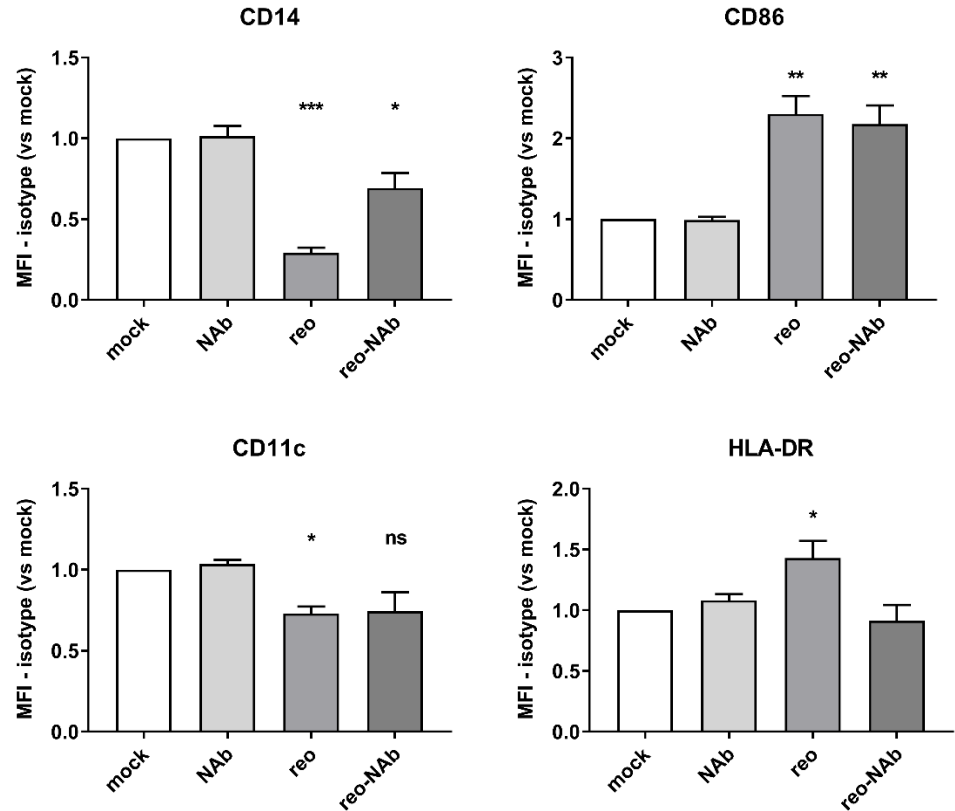 CD14
MFI - isotype (vs mock)
1.5
1.0
0.5
0.0
*** *
mock NAb reo reo-NAb
CD86
MFI - isotype (vs mock)
3
2
1
0
** **
mock NAb reo reo-NAb
CD11c
MFI - isotype (vs mock)
1.5
1.0
0.5
0.0
* ns
mock NAb reo reo-NAb
HLA-DR
MFI - isotype (vs mock)
2.0
1.5
1.0
0.5
0.0
*
mock NAb reo reo-NAb